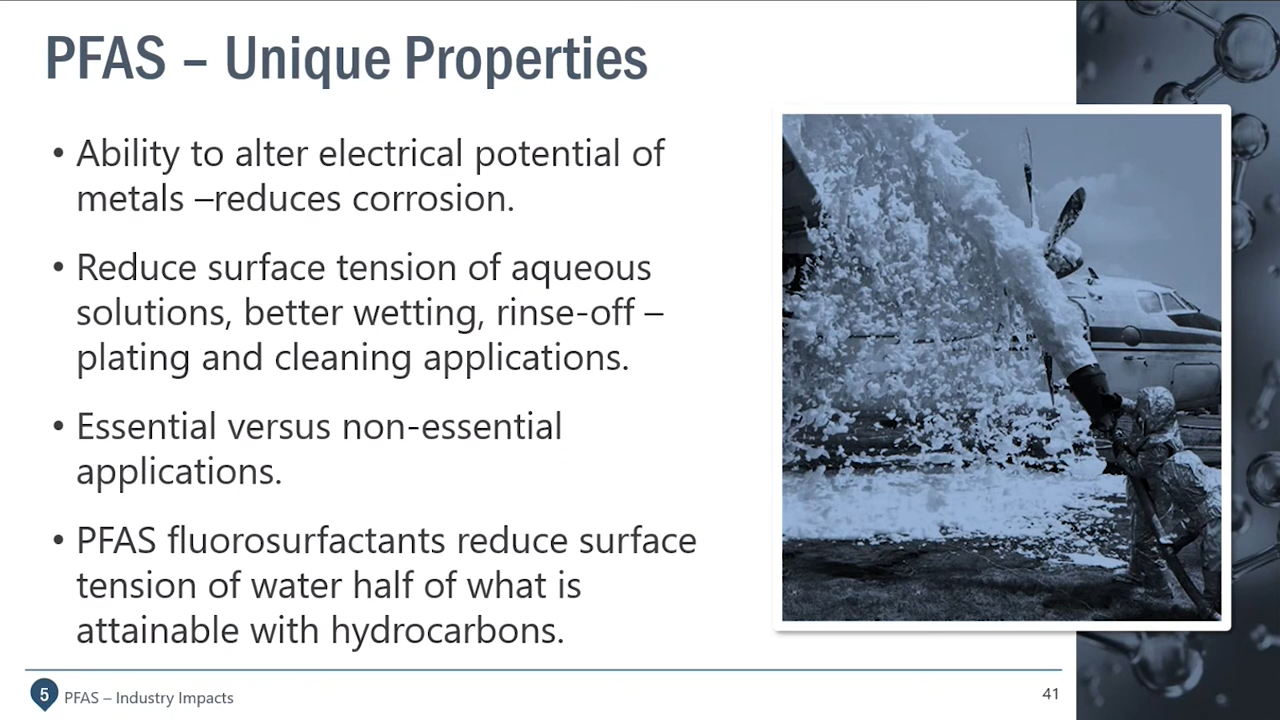 PFAS – Unique Properties
• Ability to alter electrical potential of
metals –reduces corrosion.
• Reduce surface tension of aqueous
solutions, better wetting, rinse-off –
plating and cleaning applications.
• Essential versus non-essential
applications.
• PFAS fluorosurfactants reduce surface
tension of water half of what is
attainable with hydrocarbons.
5 PFAS – Industry Impacts
41